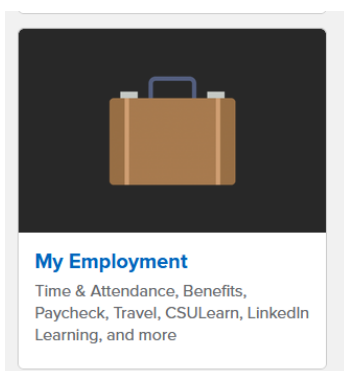 My Employment
Time & Attendance, Benefits,
Paycheck, Travel, CSULearn, LinkedIn
Learning, and more